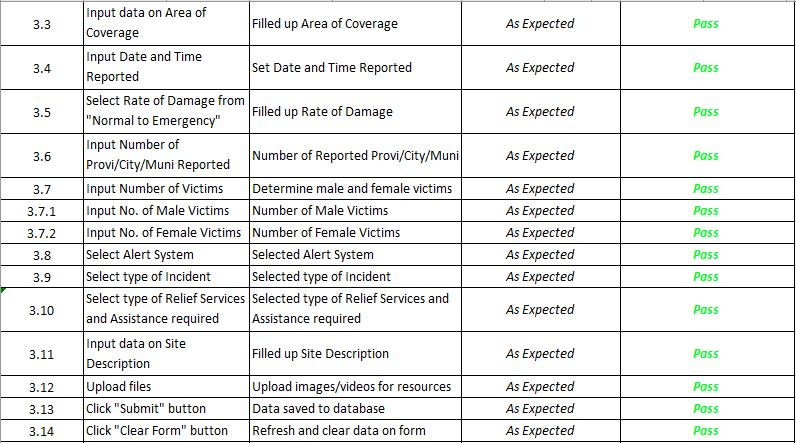 3.3 Input data on Area of Coverage Filled up Area of Coverage As Expected Pass
3.4 Input Date and Time Reported Set Date and Time Reported As Expected Pass
3.5 Select Rate of Damage from "Normal to Emergency" Filled up Rate of Damage As Expected Pass
3.6 Input Number of Provi/City/Muni Reported Number of Reported Provi/City/Muni As Expected Pass
3.7 Input Number of Victims Determine male and female victims As Expected Pass
3.7.1 Input No. of Male Victims Number of Male Victims As Expected Pass
3.7.2 Input No. of Female Victims Number of Female Victims As Expected Pass
3.8 Select Alert System Selected Alert System As Expected Pass
3.9 Select type of Incident Selected type of Incident As Expected Pass
3.10 Select type of Relief Services and Assistance required Selected type of Relief Services and Assistance required As Expected Pass
3.11 Input data on Site Description Filled up Site Description As Expected Pass
3.12 Upload files Upload images/videos for resources As Expected Pass
3.13 Click "Submit" button Data saved to database As Expected Pass
3.14 Click "Clear Form" button Refresh and clear data on form As Expected Pass